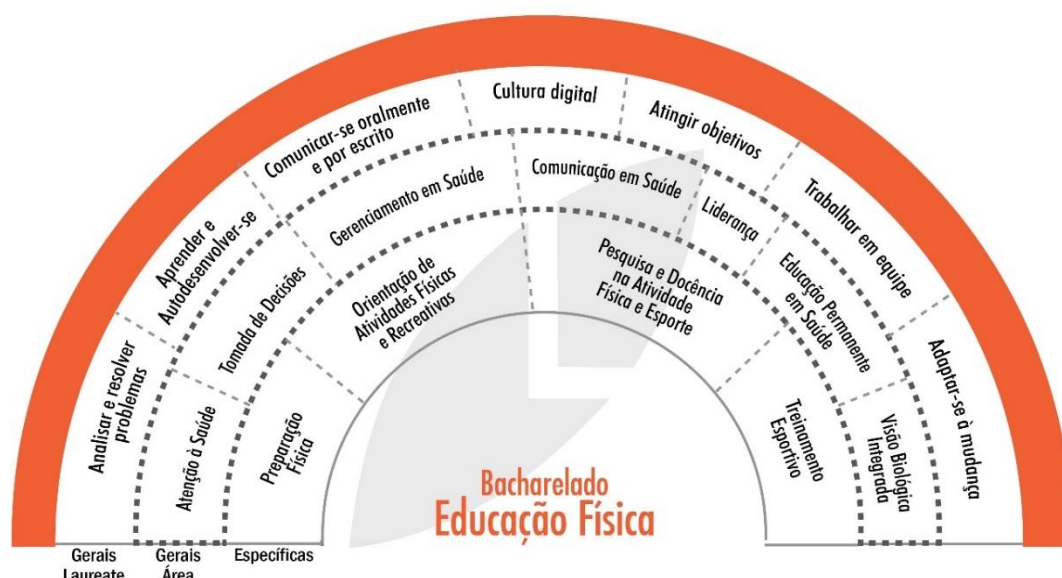 Analisar e resolver
problemas
Aprender e
Autodesenvolver-se
Comunicar-se oralmente
e por escrito
Cultura digital
Atingir objetivos
Trabalhar em equipe
Adaptar-se à mudança
Atenção à Saúde
Tomada de Decisões
Gerenciamento em Saúde
Comunicação em Saúde
Liderança
Educação Permanente
em Saúde
Visão Biológica
Integrada
Preparação
Física
Orientação de
Atividades Físicas
e Recreativas
Pesquisa e Docência
na Atividade
Física e Esporte
Treinamento
Esportivo
Bacharelado
Educação Física
Gerais
Laureate
Gerais
Área
Específicas